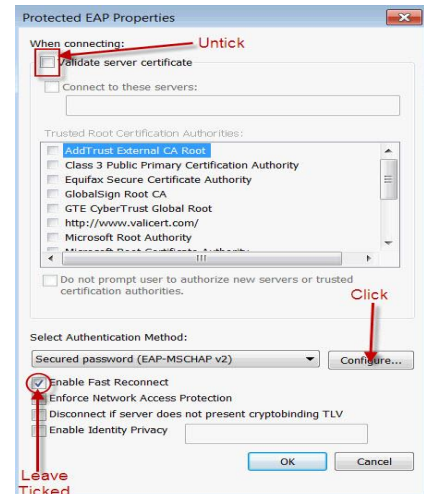 Protected EAP Properties
When connecting:
Untick
Validate server certificate
Connect to these servers:
Trusted Root Certification Authorities:
AddTrust External CA Root
Class 3 Public Primary Certification Authority
Equifax Secure Certificate Authority
GlobalSign Root CA
GTE CyberTrust Global Root
http://www.valicert.com/
Microsoft Root Authority
Microsoft Root Certificate Authority
Do not prompt user to authorize new servers or trusted
certification authorities.
Click
Select Authentication Method:
Secured password (EAP-MSCHAP v2)
Configure...
Enable Fast Reconnect
Enforce Network Access Protection
Disconnect if server does not present cryptobinding TLV
Enable Identity Privacy
OK
Cancel
Leave
Ticked